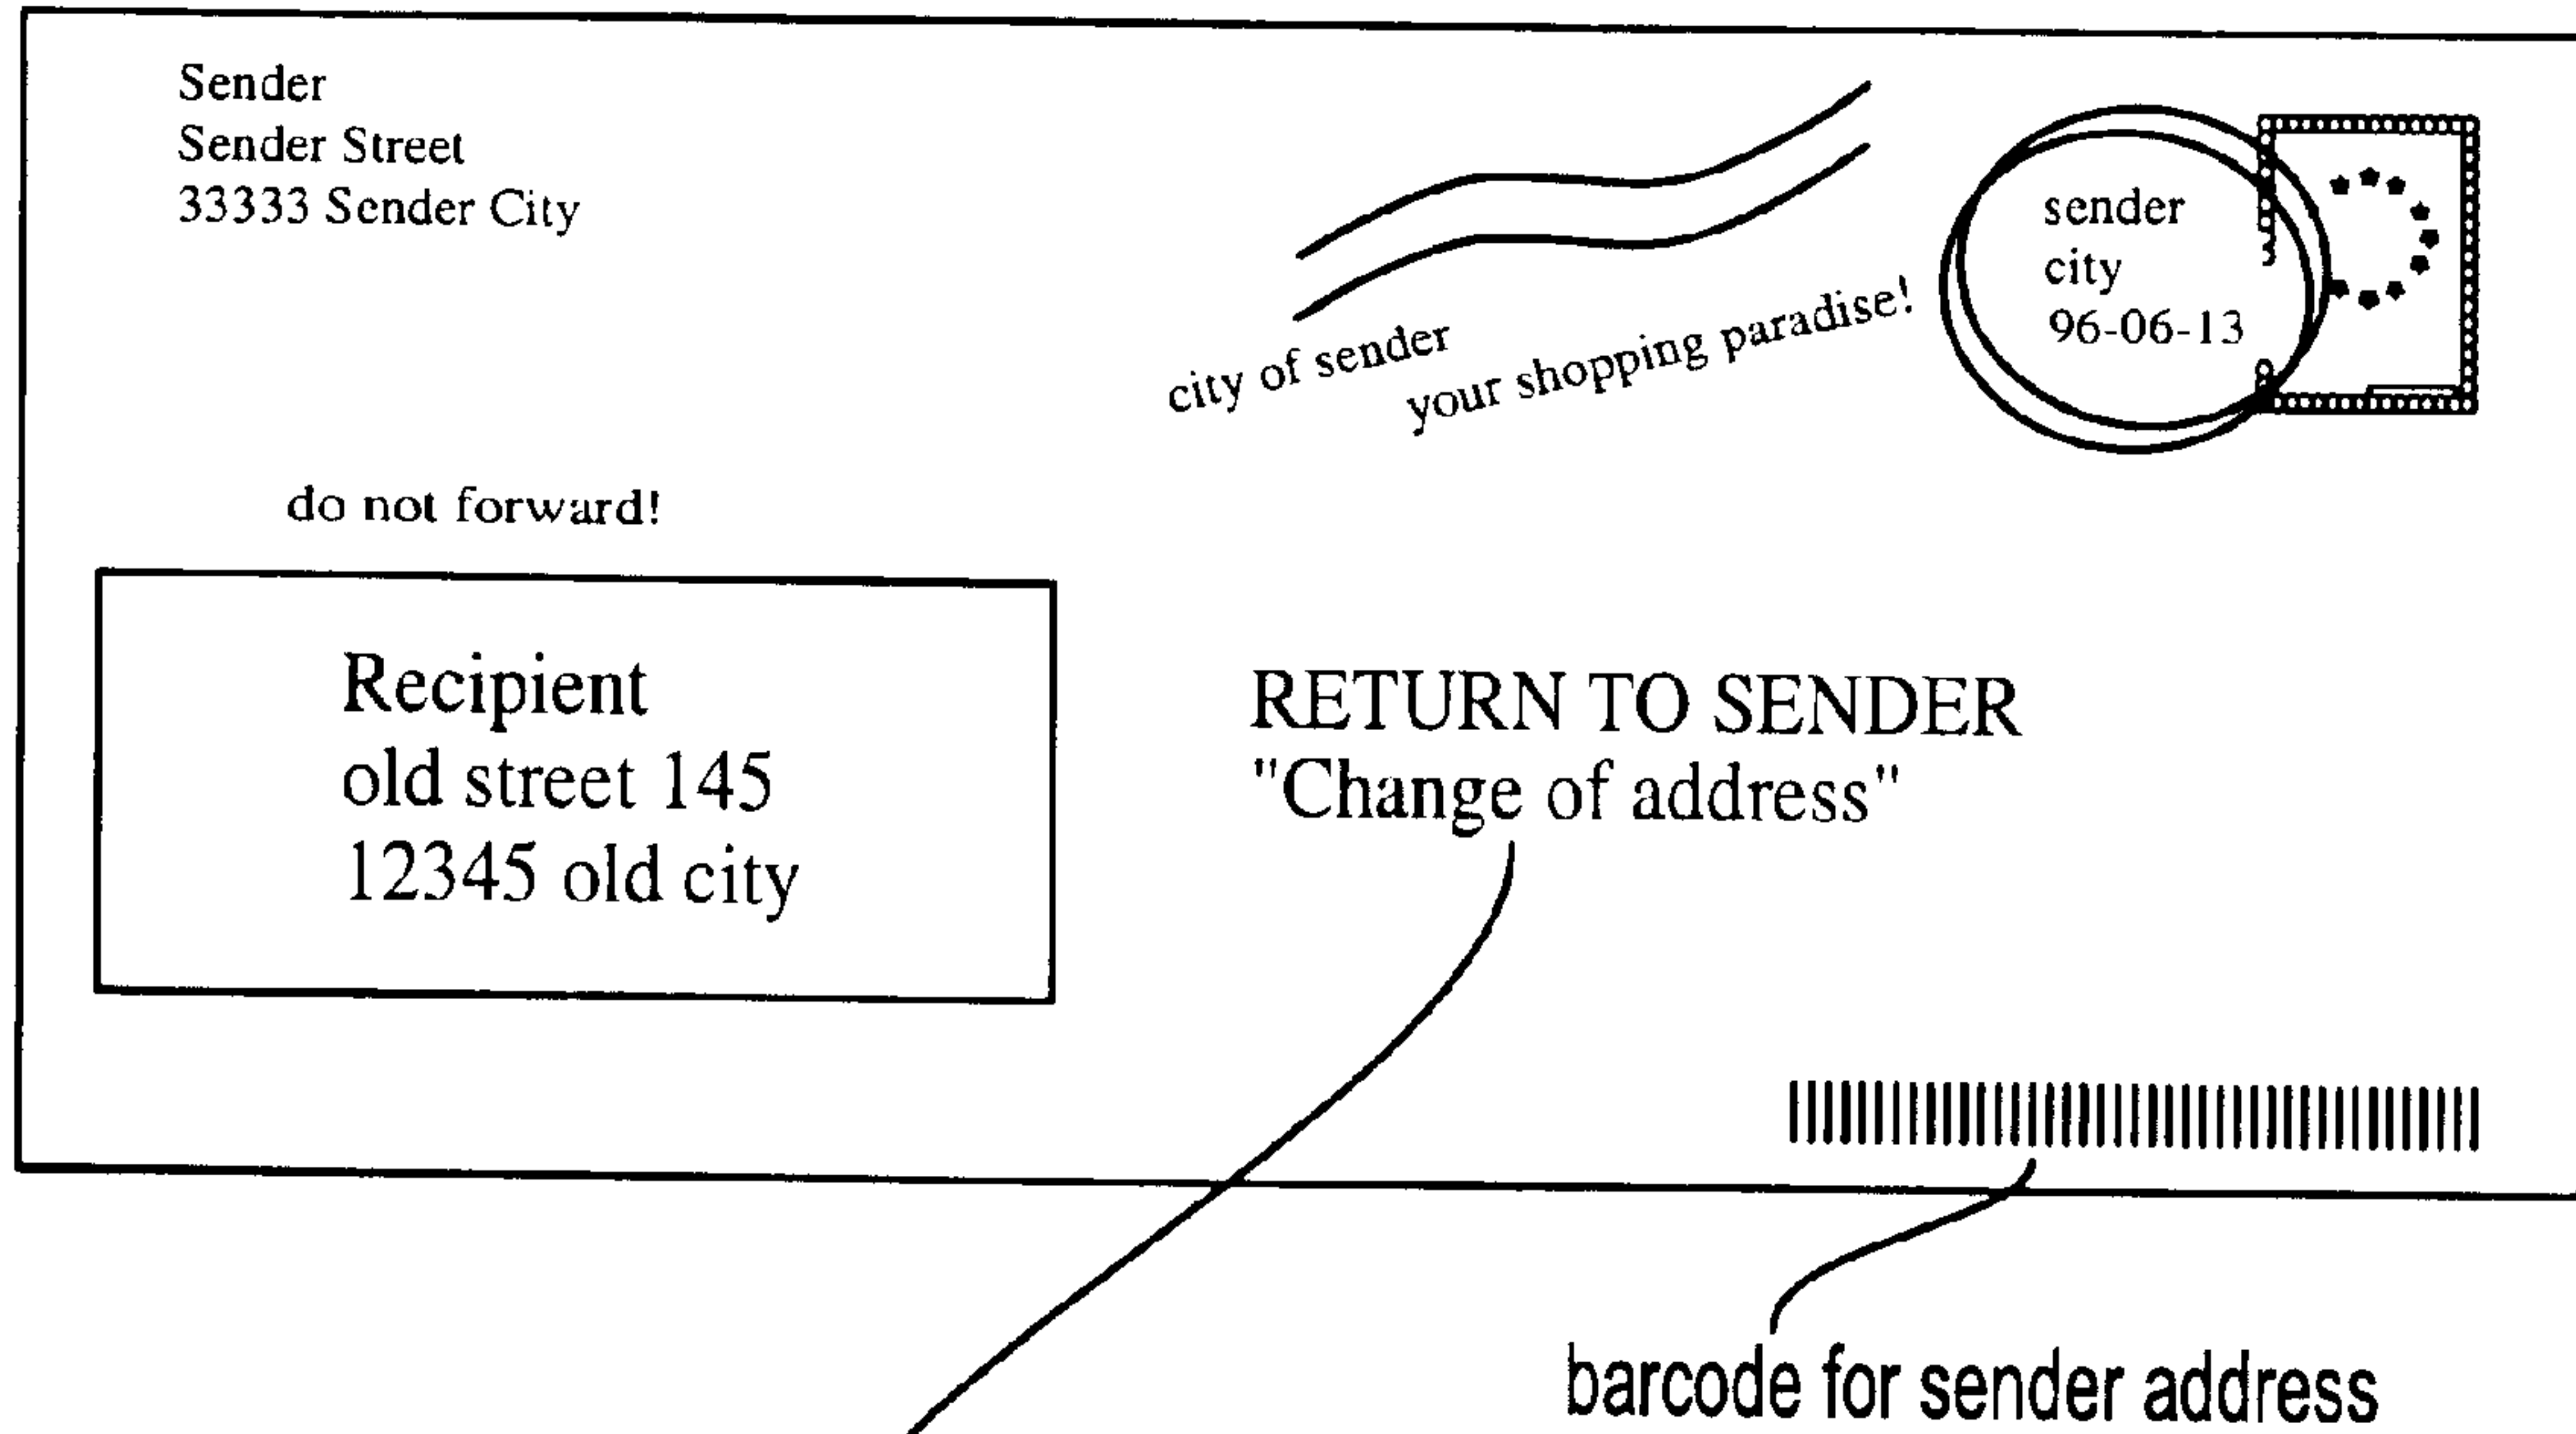 Sender
Sender Street
33333 Sender City
sender
city
96-06-13
city of sender
your shopping paradise!
do not forward!
Recipient
old street 145
12345 old city
RETURN TO SENDER
"Change of address"
barcode for sender address